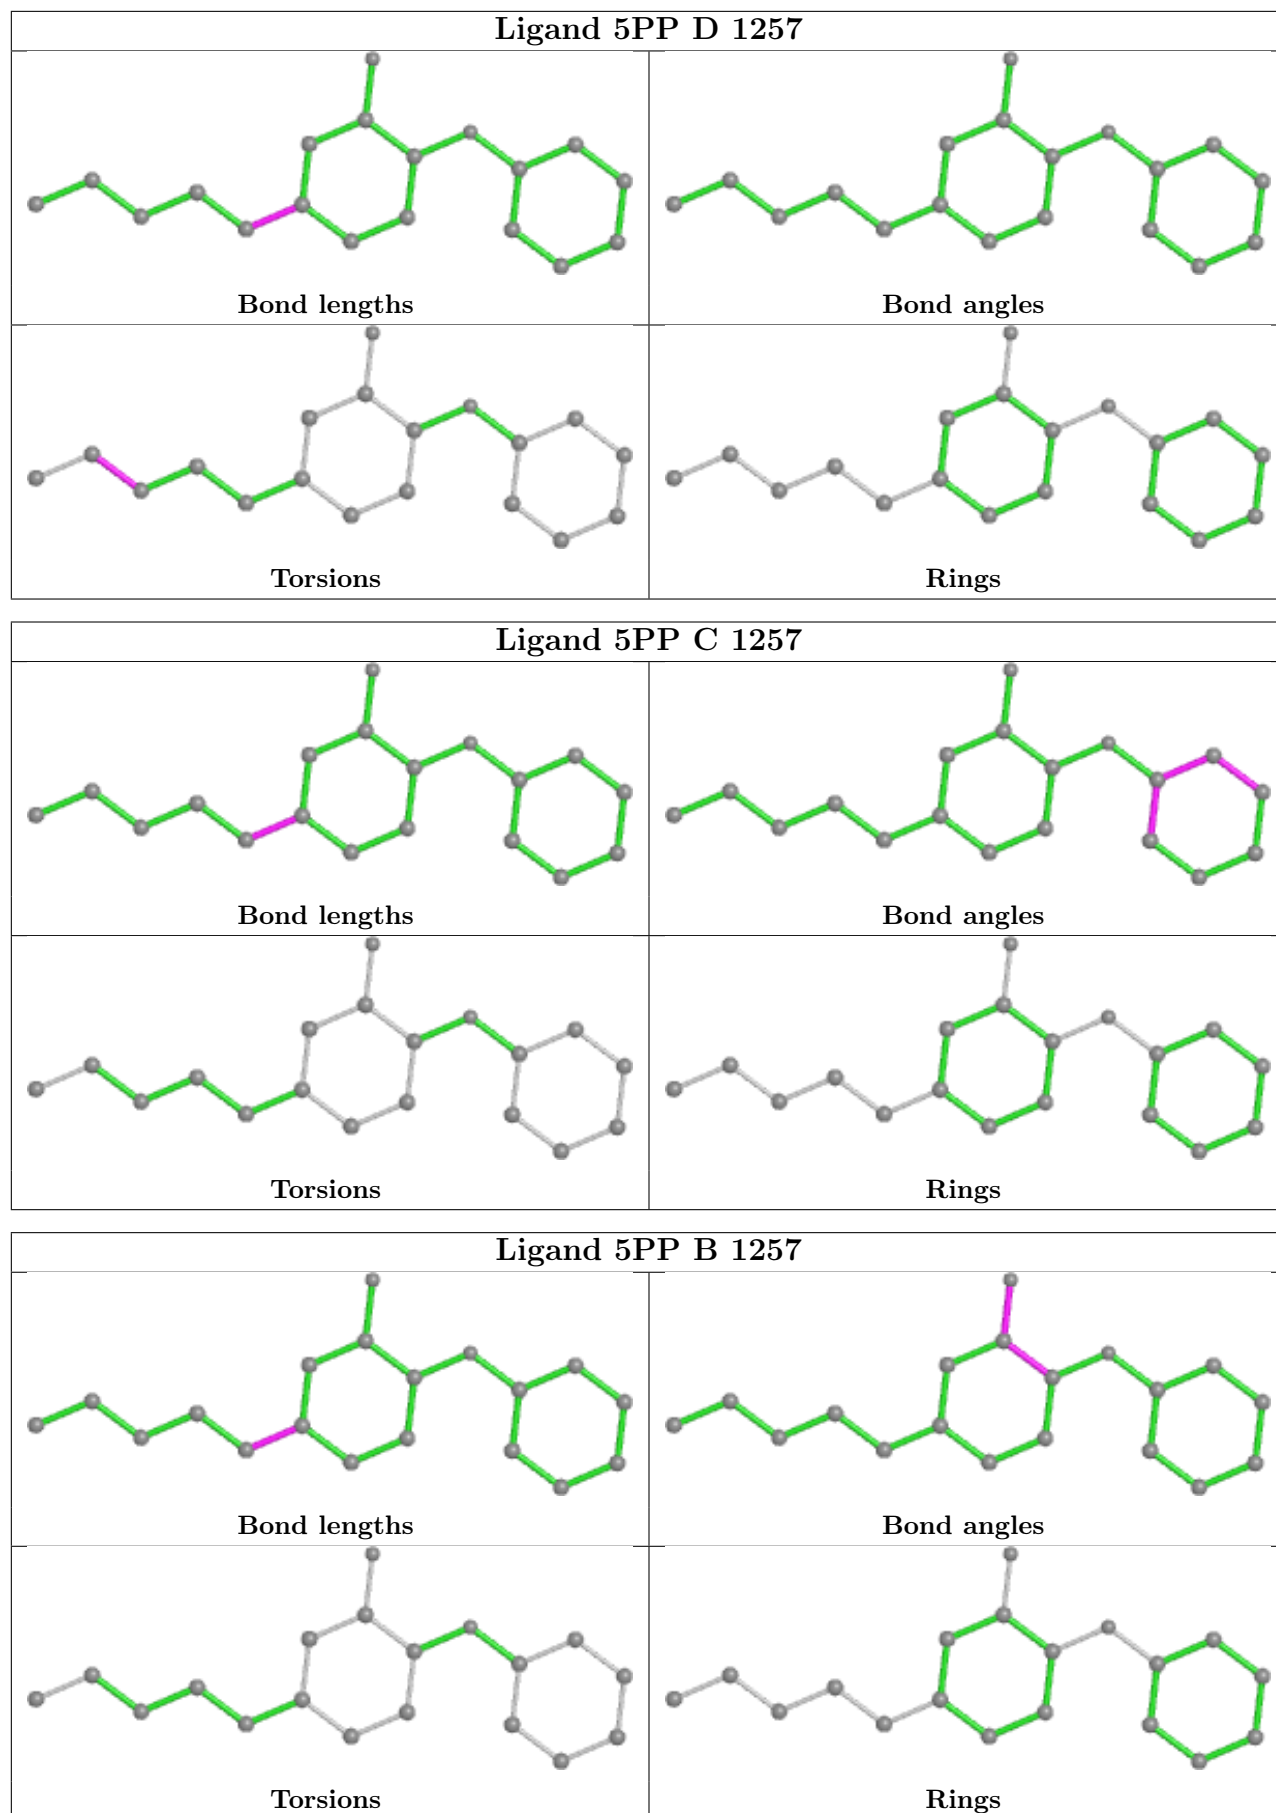 Ligand 5PP D 1257
Bond lengths
Bond angles
Torsions
Rings
Ligand 5PP C 1257
Bond lengths
Bond angles
Torsions
Rings
Ligand 5PP B 1257
Bond lengths
Bond angles
Torsions
Rings